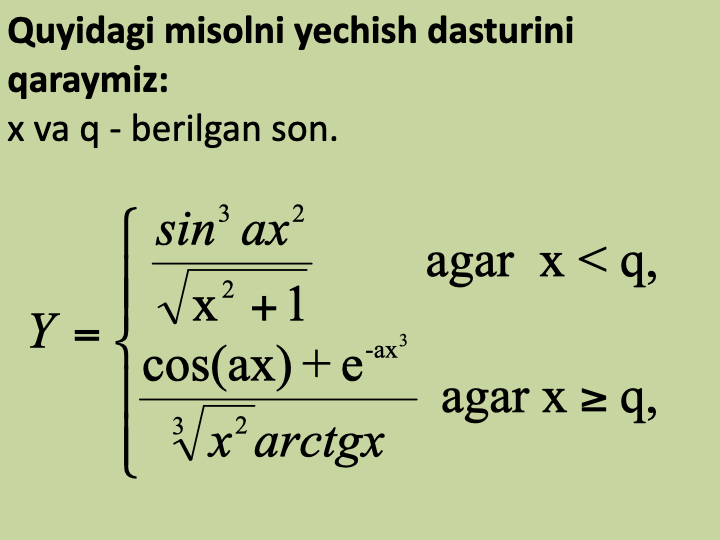 Quyidagi misolni yechish dasturini
qaraymiz:
x va q - berilgan son.
Y = { sin³ ax² / √(x² + 1) agar x < q,
cos(ax) + e^(-ax³) / ∛x² arctgx agar x ≥ q,